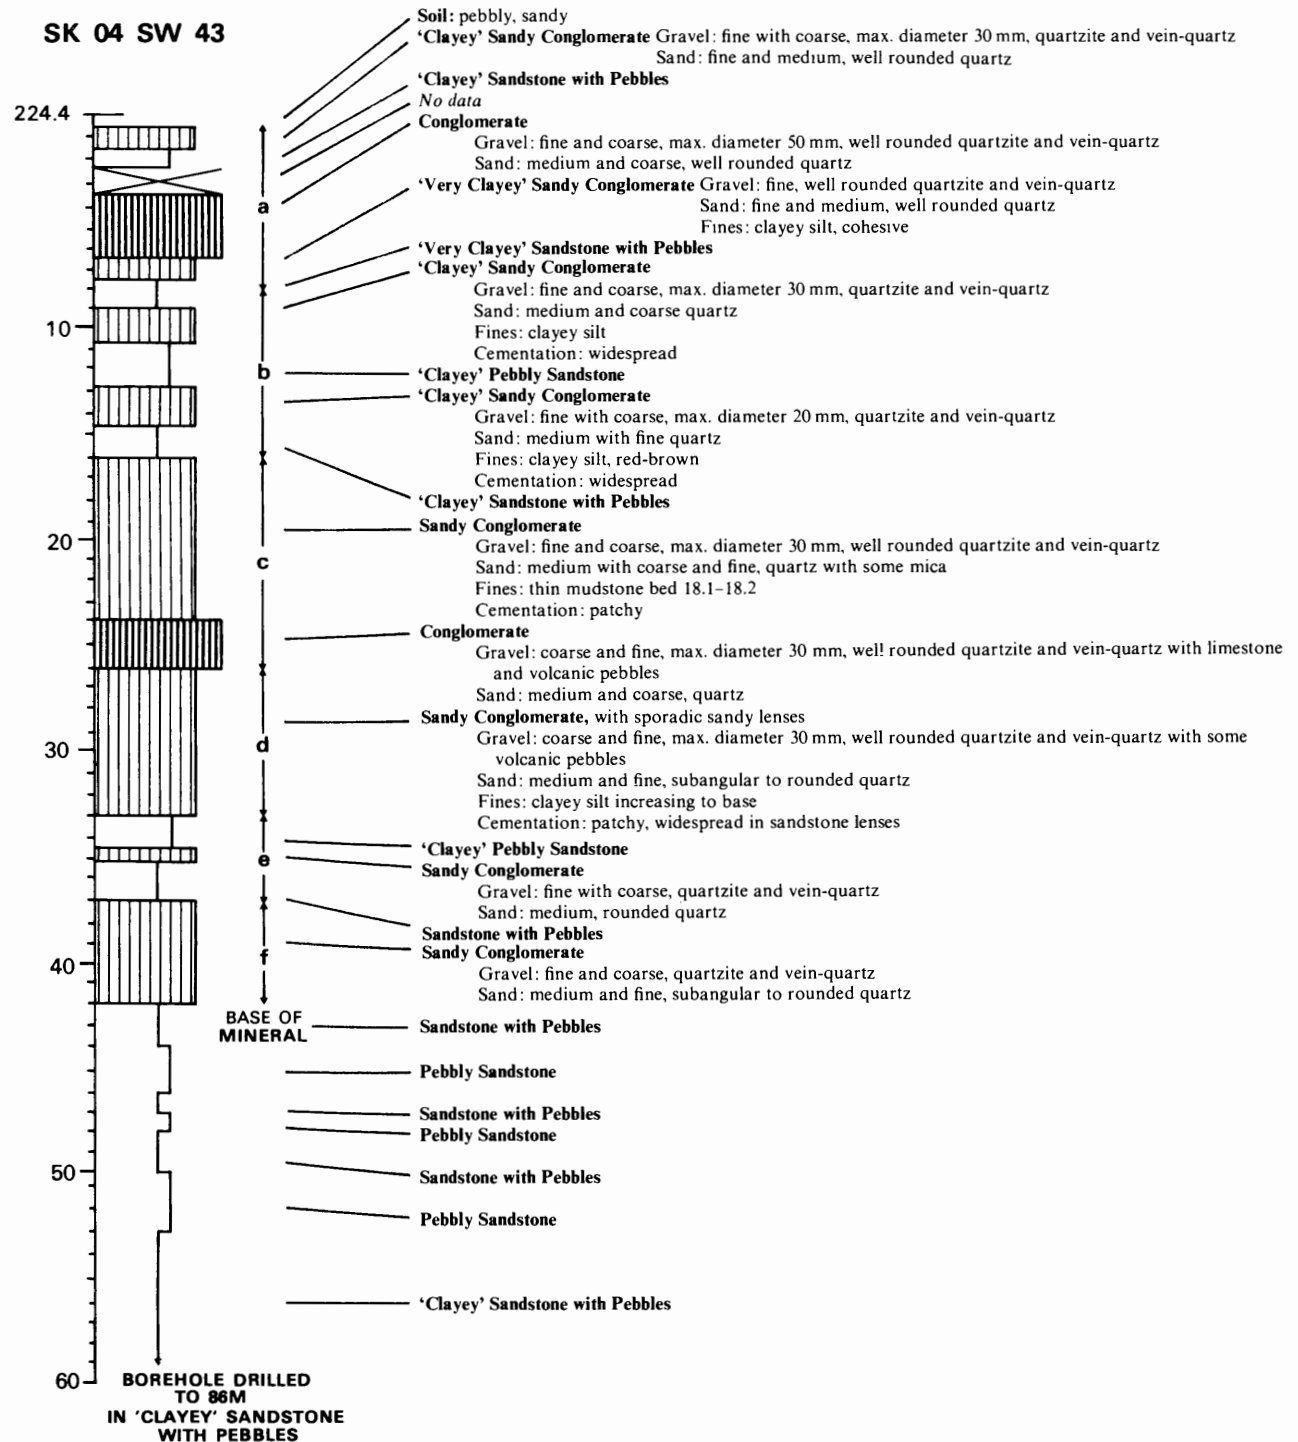 SK 04 SW 43
Soil: pebbly, sandy
‘Clayey’ Sandy Conglomerate Gravel: fine with coarse, max. diameter 30 mm, quartzite and vein-quartz
Sand: fine and medium, well rounded quartz
‘Clayey’ Sandstone with Pebbles
No data
Conglomerate
Gravel: fine and coarse, max. diameter 50 mm, well rounded quartzite and vein-quartz
Sand: medium and coarse, well rounded quartz
‘Very Clayey’ Sandy Conglomerate Gravel: fine, well rounded quartzite and vein-quartz
Sand: fine and medium, well rounded quartz
Fines: clayey silt, cohesive
‘Very Clayey’ Sandstone with Pebbles
‘Clayey’ Sandy Conglomerate
Gravel: fine and coarse, max. diameter 30 mm, quartzite and vein-quartz
Sand: medium and coarse quartz
Fines: clayey silt
Cementation: widespread
‘Clayey’ Pebbly Sandstone
‘Clayey’ Sandy Conglomerate
Gravel: fine with coarse, max. diameter 20 mm, quartzite and vein-quartz
Sand: medium with fine quartz
Fines: clayey silt, red-brown
Cementation: widespread
‘Clayey’ Sandstone with Pebbles
Sandy Conglomerate
Gravel: fine and coarse, max. diameter 30 mm, well rounded quartzite and vein-quartz
Sand: medium with coarse and fine, quartz with some mica
Fines: thin mudstone bed 18.1–18.2
Cementation: patchy
Conglomerate
Gravel: coarse and fine, max. diameter 30 mm, well rounded quartzite and vein-quartz with limestone
and volcanic pebbles
Sand: medium and coarse, quartz
Sandy Conglomerate, with sporadic sandy lenses
Gravel: coarse and fine, max. diameter 30 mm, well rounded quartzite and vein-quartz with some
volcanic pebbles
Sand: medium and fine, subangular to rounded quartz
Fines: clayey silt increasing to base
Cementation: patchy, widespread in sandstone lenses
‘Clayey’ Pebbly Sandstone
Sandy Conglomerate
Gravel: fine with coarse, quartzite and vein-quartz
Sand: medium, rounded quartz
Sandstone with Pebbles
Sandy Conglomerate
Gravel: fine and coarse, quartzite and vein-quartz
Sand: medium and fine, subangular to rounded quartz
Sandstone with Pebbles
Pebbly Sandstone
Sandstone with Pebbles
Pebbly Sandstone
Sandstone with Pebbles
Pebbly Sandstone
‘Clayey’ Sandstone with Pebbles
224.4
10
20
30
40
50
60
a
b
c
d
e
f
BASE OF
MINERAL
BOREHOLE DRILLED
TO 86M
IN ‘CLAYEY’ SANDSTONE
WITH PEBBLES